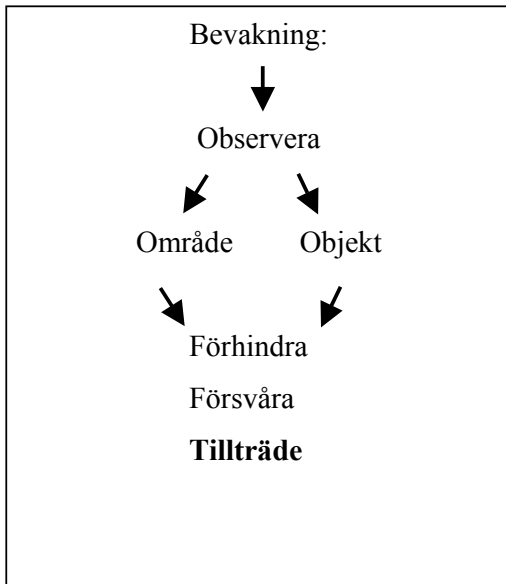 Bevakning:
Observera
Område Objekt
Förhindra
Försvåra
Tillträde